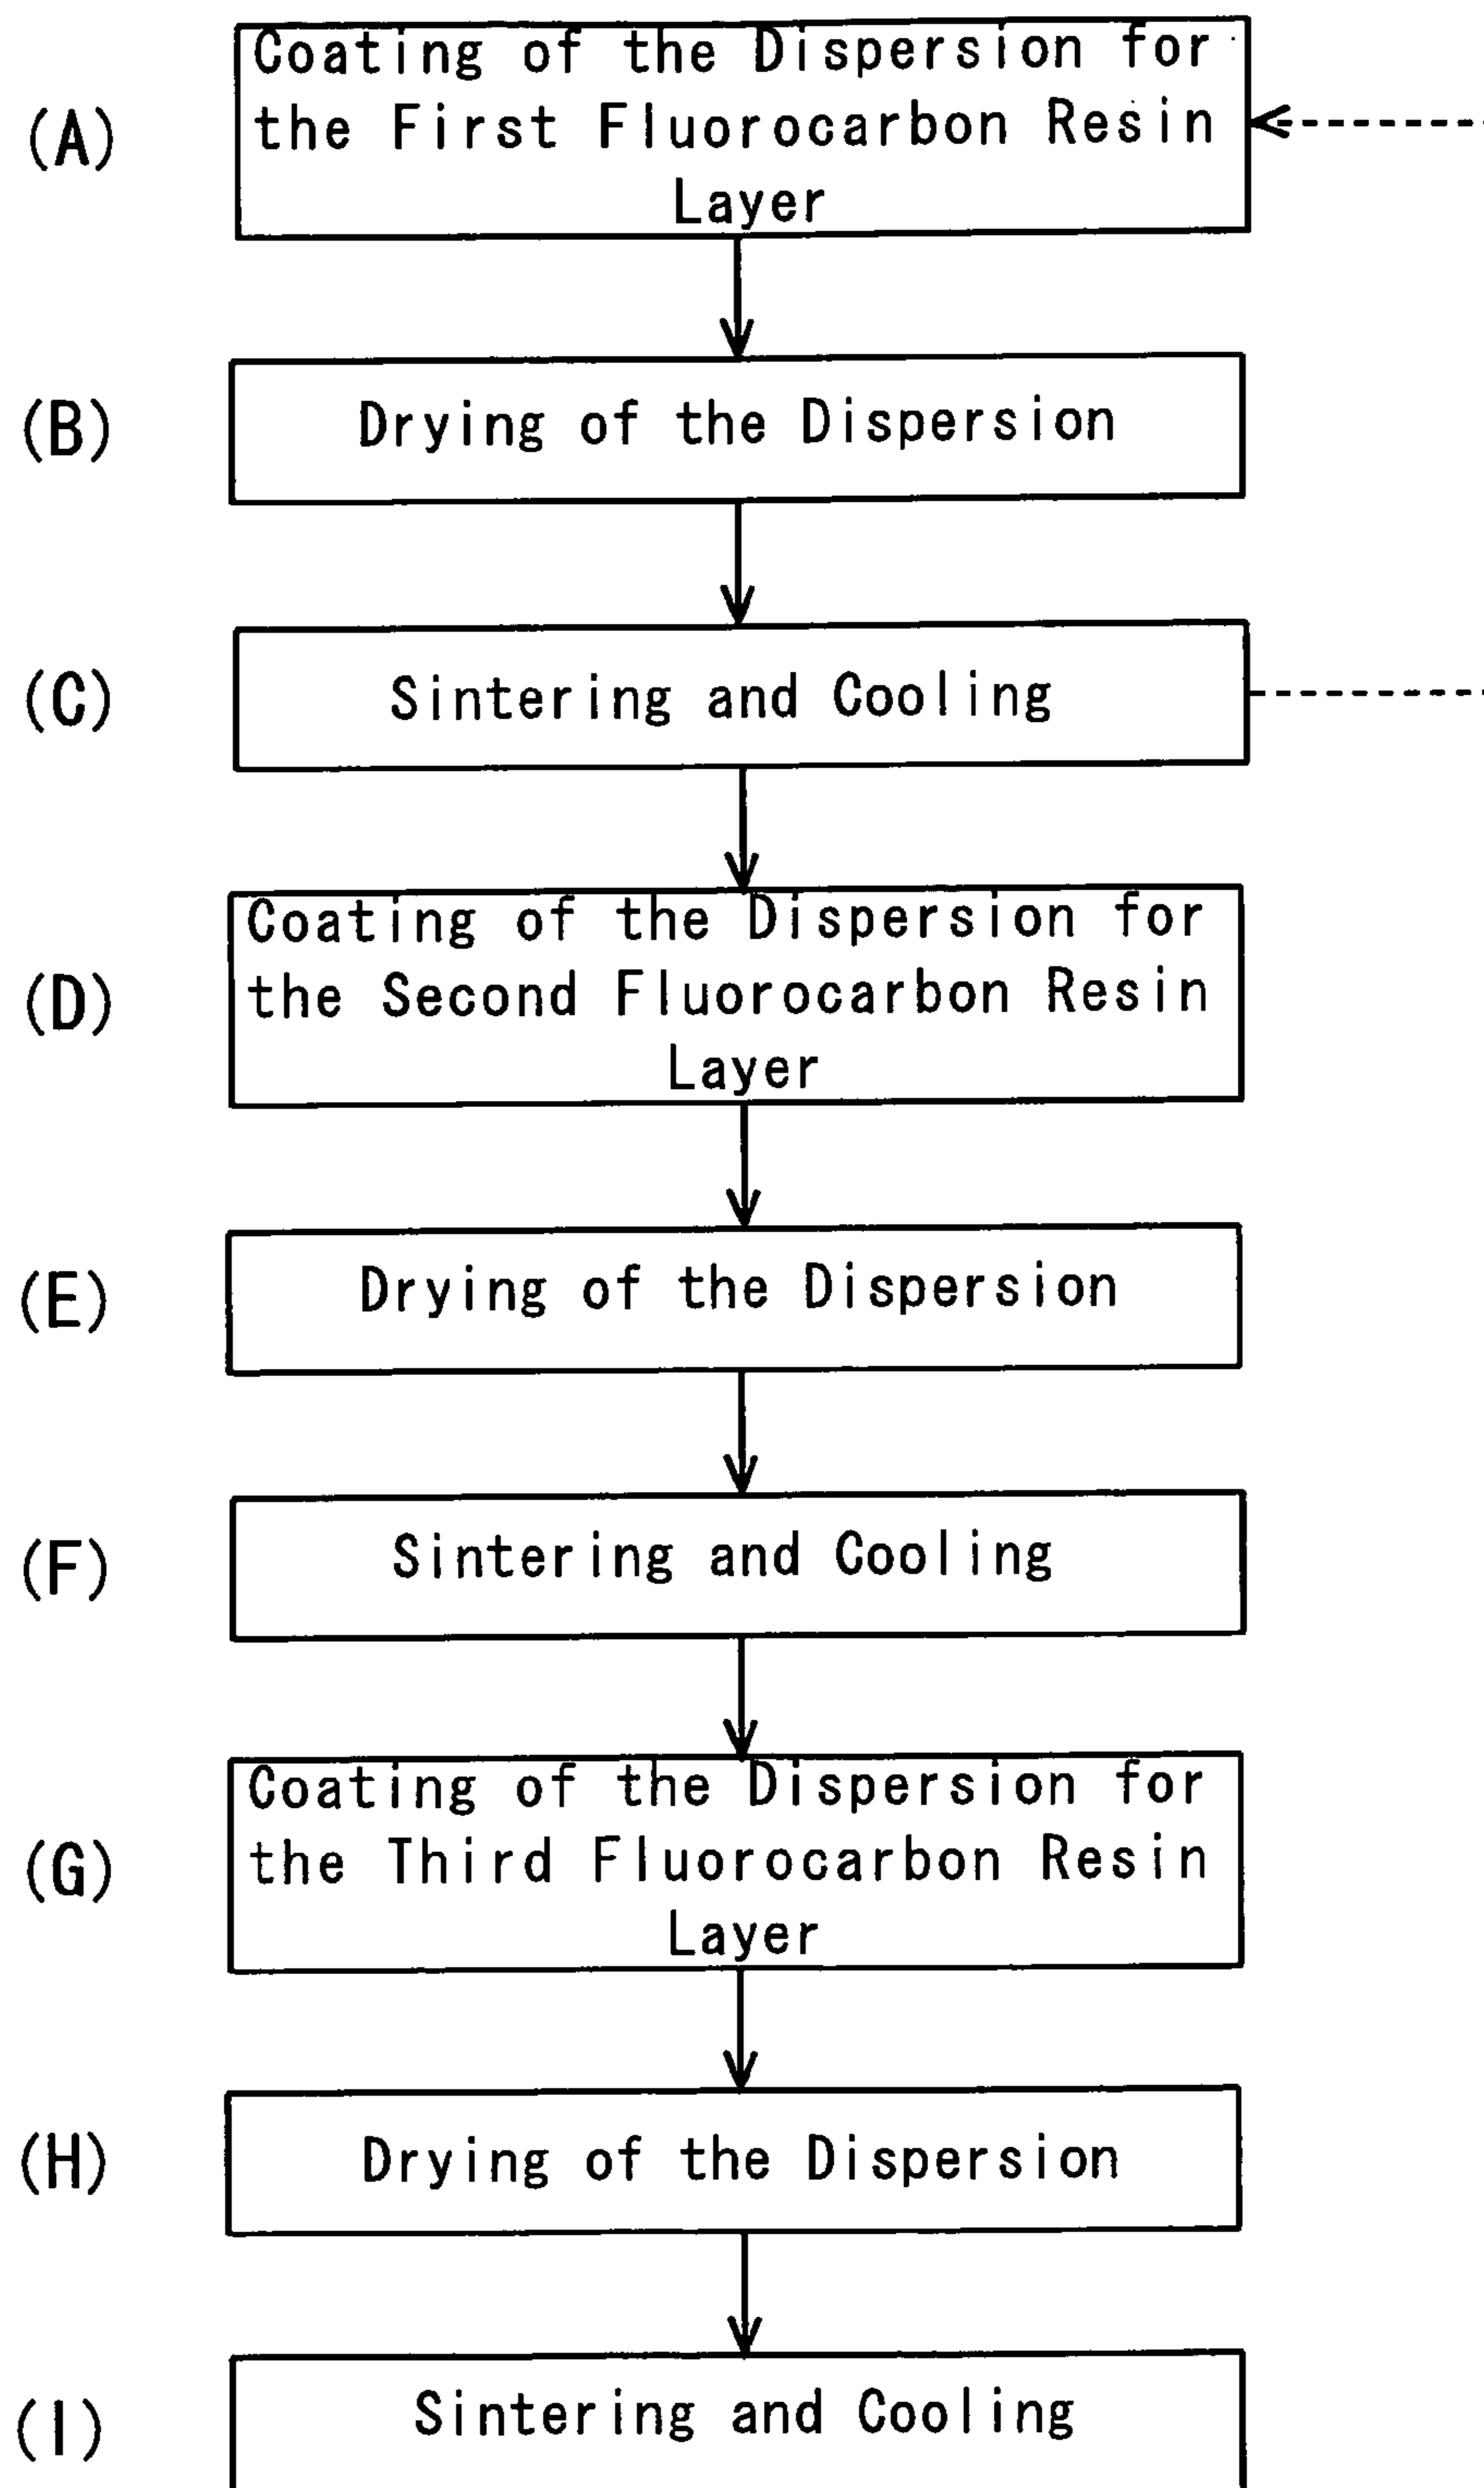 (A)
Coating of the Dispersion for
the First Fluorocarbon Resin
Layer
(B)
Drying of the Dispersion
(C)
Sintering and Cooling
(D)
Coating of the Dispersion for
the Second Fluorocarbon Resin
Layer
(E)
Drying of the Dispersion
(F)
Sintering and Cooling
(G)
Coating of the Dispersion for
the Third Fluorocarbon Resin
Layer
(H)
Drying of the Dispersion
(I)
Sintering and Cooling